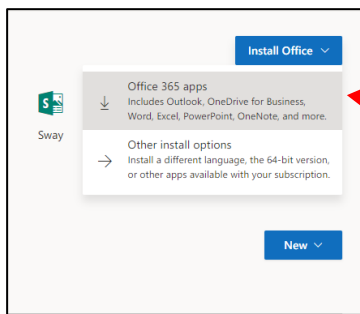 Install Office
Office 365 apps
Includes Outlook, OneDrive for Business,
Word, Excel, PowerPoint, OneNote, and more.
S
Sway
Other install options
Install a different language, the 64-bit version,
or other apps available with your subscription.
New